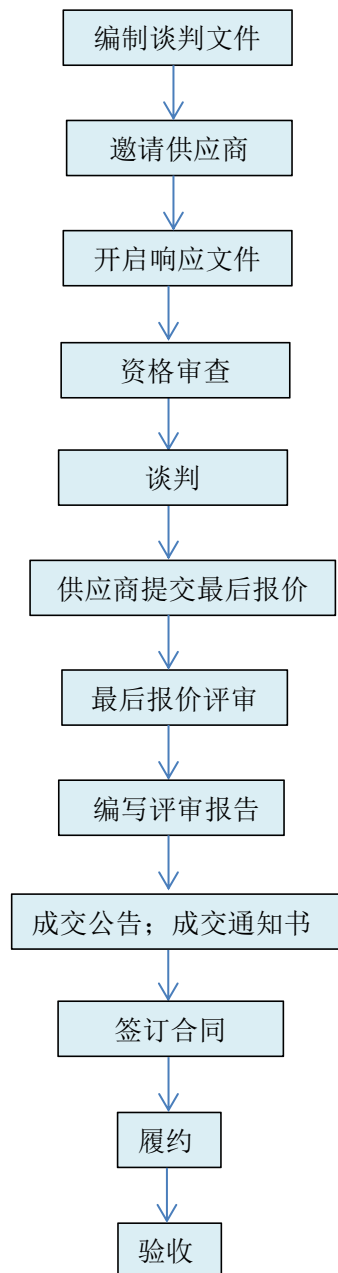 编制谈判文件
邀请供应商
开启响应文件
资格审查
谈判
供应商提交最后报价
最后报价评审
编写评审报告
成交公告；成交通知书
签订合同
履约
验收